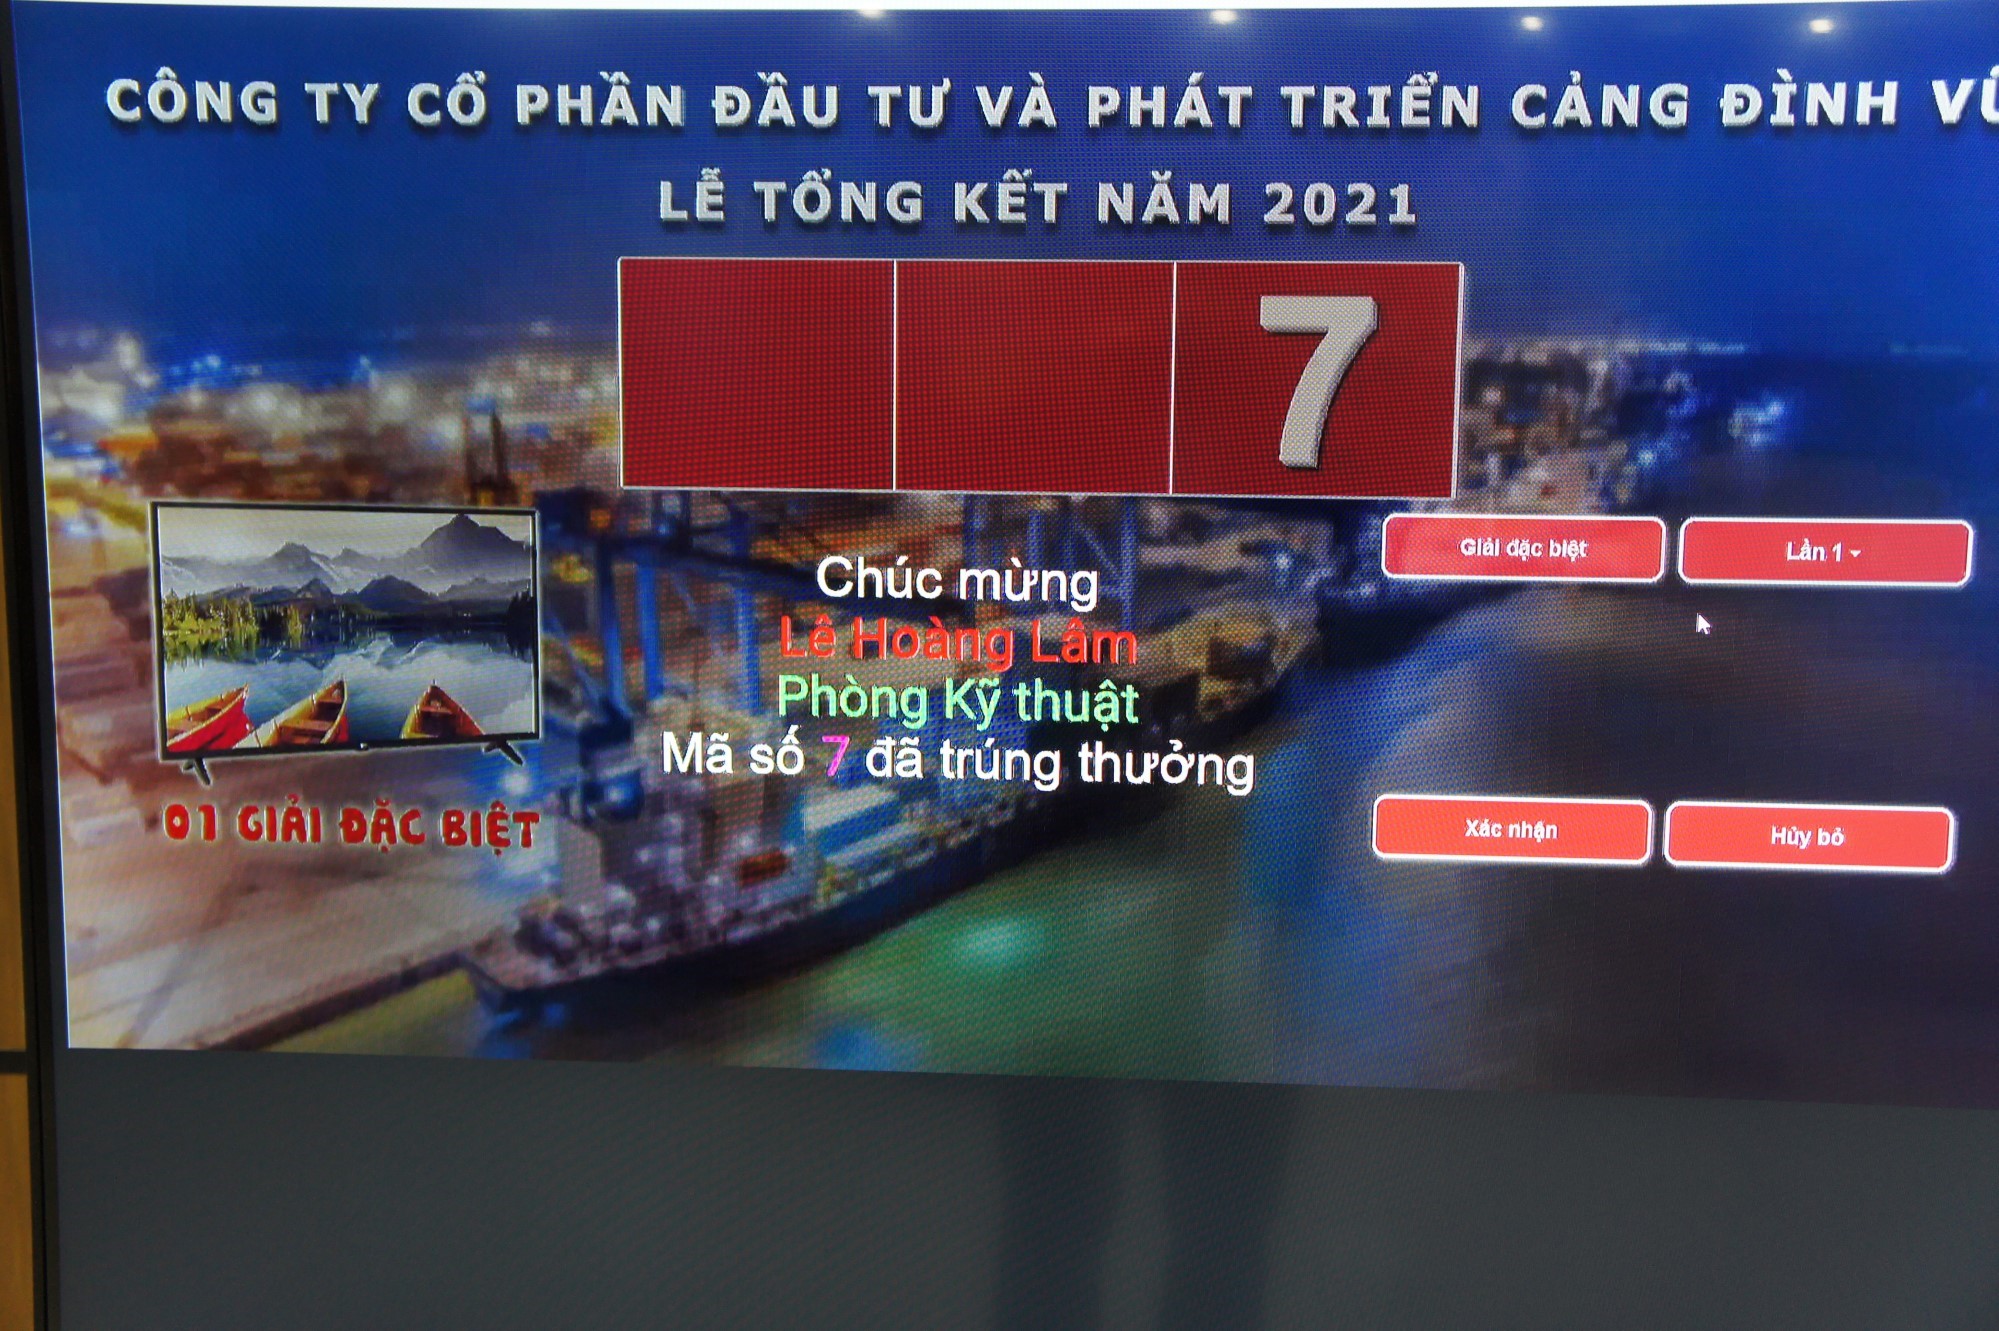 CÔNG TY CỔ PHẦN ĐẦU TƯ VÀ PHÁT TRIỂN CẢNG ĐÌNH VŨ
LỄ TỔNG KẾT NĂM 2021
7
Giải đặc biệt
Lần 1
Chúc mừng
Lê Hoàng Lâm
Phòng Kỹ thuật
Mã số 7 đã trúng thưởng
01 GIẢI ĐẶC BIỆT
Xác nhận
Hủy bỏ